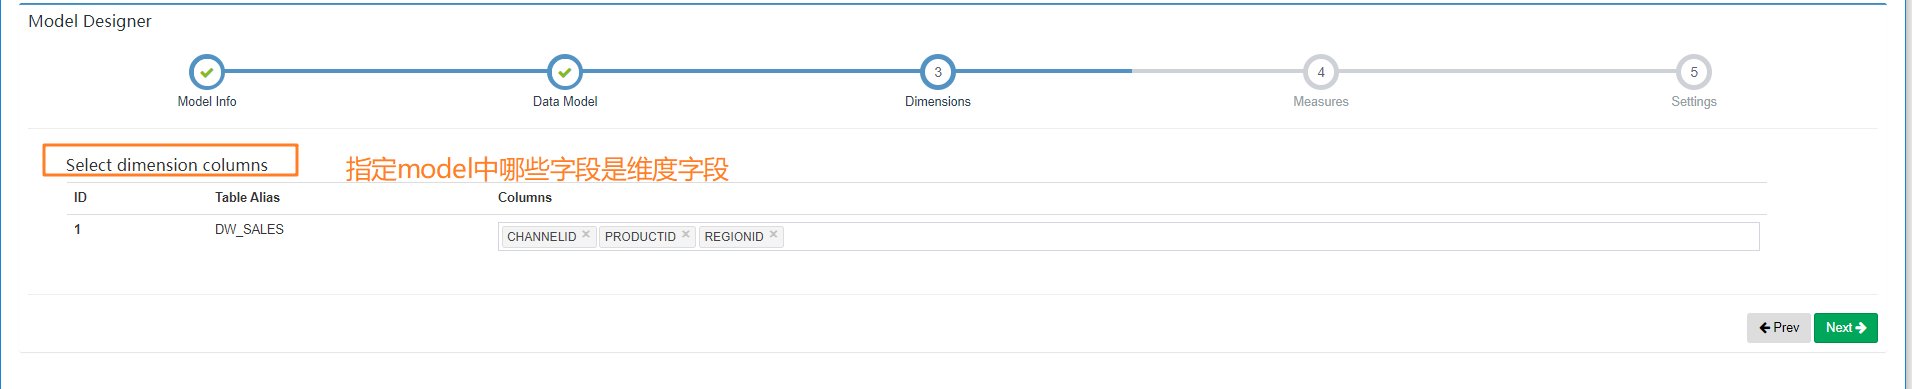 Model Designer
3
4
5
Model Info
Data Model
Dimensions
Measures
Settings
Select dimension columns
指定model中哪些字段是维度字段
ID
Table Alias
Columns
1
DW_SALES
CHANNELID × PRODUCTID × REGIONID ×
Prev
Next